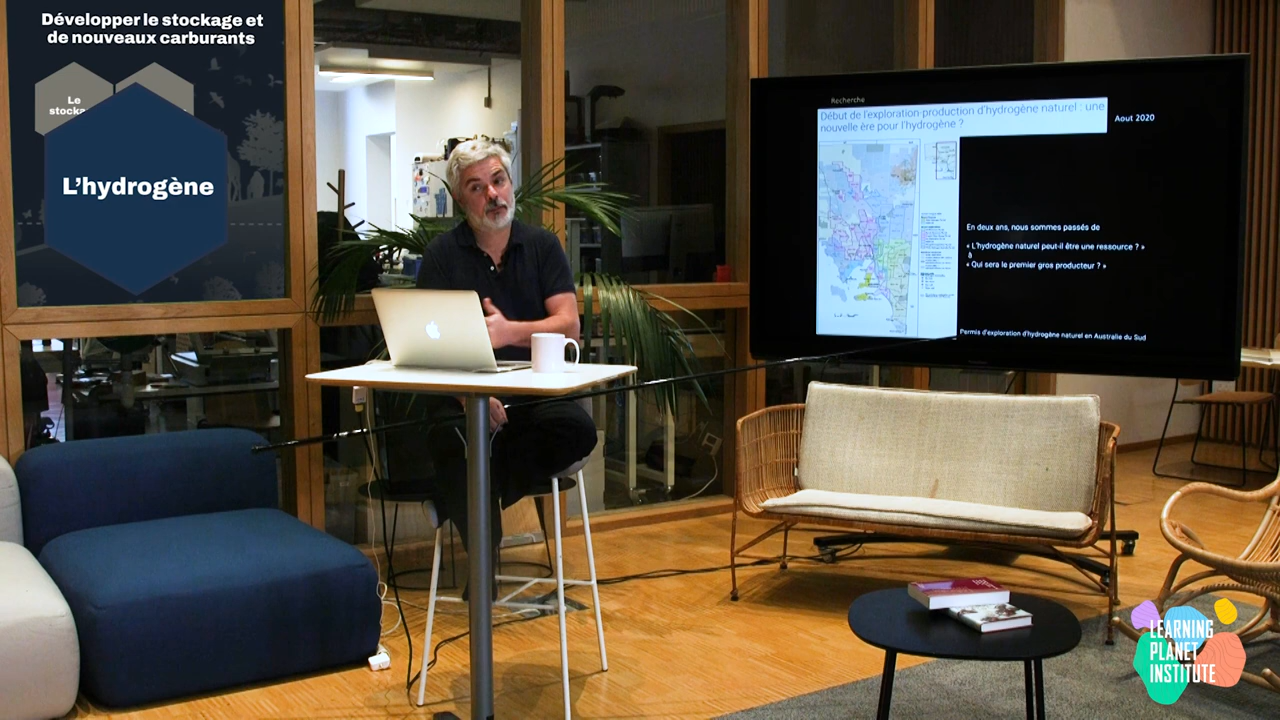 Développer le stockage et
de nouveaux carburants
Le
L'hydrogène
Recherche
Début de l'exploration-production d'hydrogène naturel : une
nouvelle ère pour l'hydrogène ?
Aout 2020
En deux ans, nous sommes passés de
« L'hydrogène naturel peut-il être une ressource ? »
à
« Qui sera le premier gros producteur ? »
Permis d'exploration d'hydrogène naturel en Australie du Sud
LEARNING
PLANET
INSTITUTE